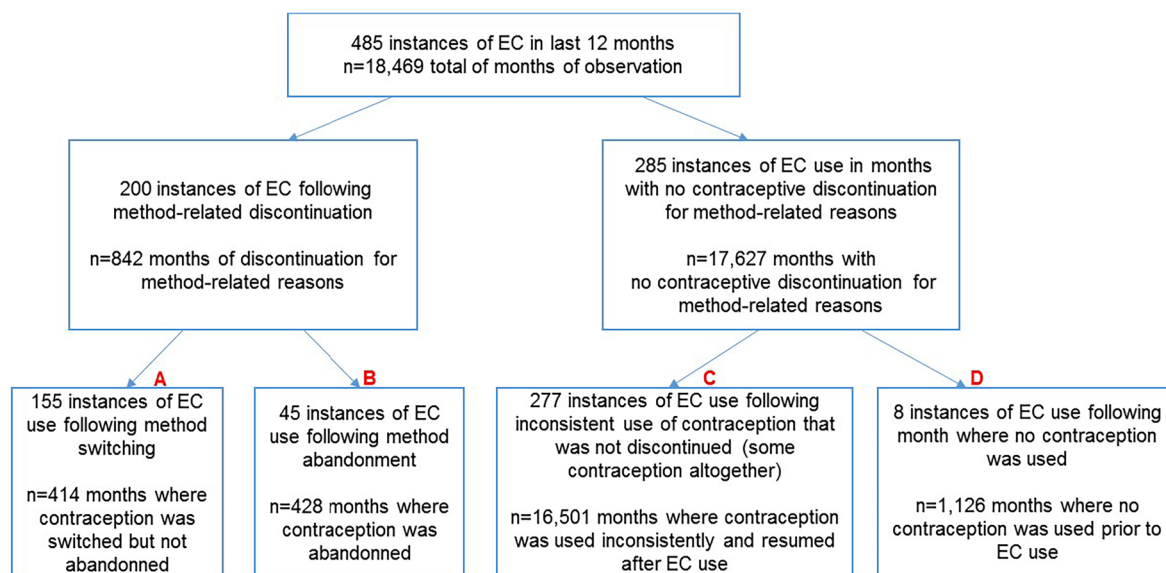 485 instances of EC in last 12 months
n=18,469 total of months of observation
200 instances of EC following
method-related discontinuation
n=842 months of discontinuation for
method-related reasons
285 instances of EC use in months
with no contraceptive discontinuation
for method-related reasons
n=17,627 months with
no contraceptive discontinuation for
method-related reasons
A
155 instances of EC
use following method
switching
n=414 months where
contraception was
switched but not
abandonned
B
45 instances of EC
use following method
abandonment
n=428 months where
contraception was
abandonned
C
277 instances of EC use following
inconsistent use of contraception that
was not discontinued (some
contraception altogether)
n=16,501 months where contraception
was used inconsistently and resumed
after EC use
D
8 instances of EC use following
month where no contraception
was used
n=1,126 months where no
contraception was used prior to
EC use